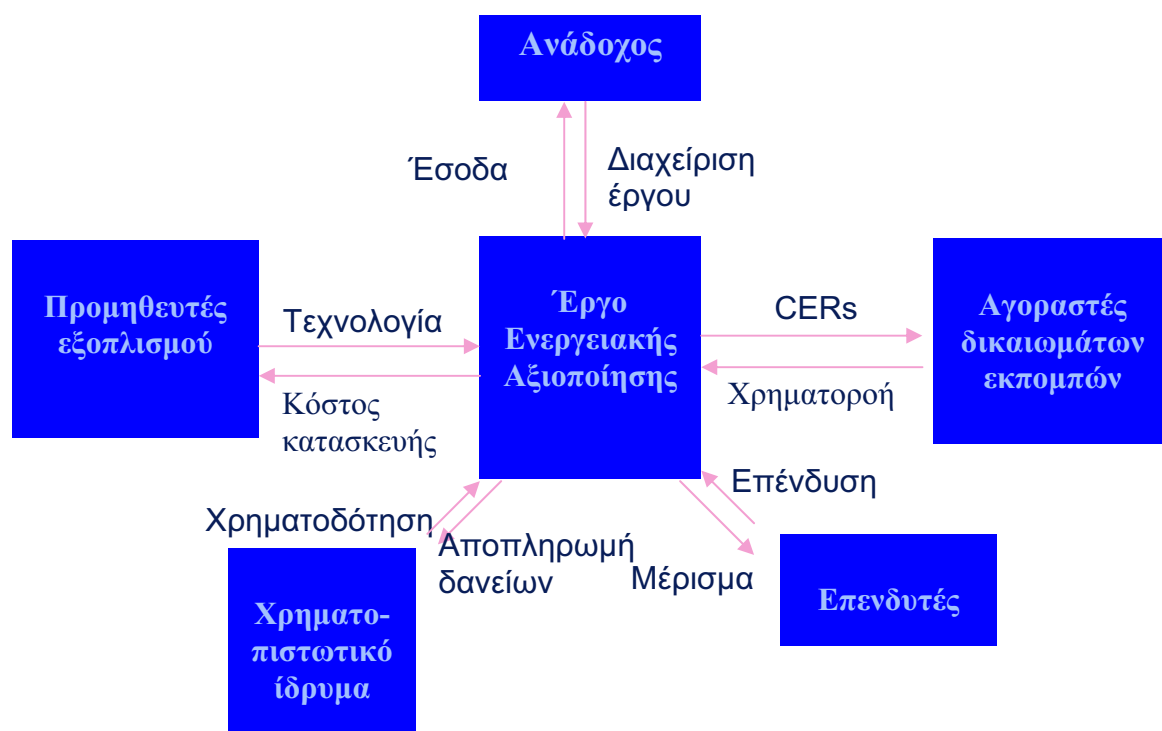 Ανάδοχος
Έσοδα
Διαχείριση
έργου
Προμηθευτές
εξοπλισμού
Τεχνολογία
Κόστος
κατασκευής
Έργο
Ενεργειακής
Αξιοποίησης
CERs
Χρηματοροή
Αγοραστές
δικαιωμάτων
εκπομπών
Χρηματοδότηση
Αποπληρωμή
δανείων
Επένδυση
Μέρισμα
Χρηματο-
πιστωτικό
ίδρυμα
Επενδυτές